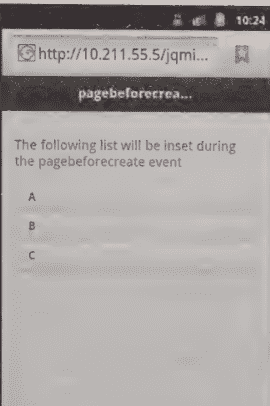 10:24
http://10.211.55.5/jqmi...
pagebeforecrea...
The following list will be inset during
the pagebeforecreate event
A
B
C